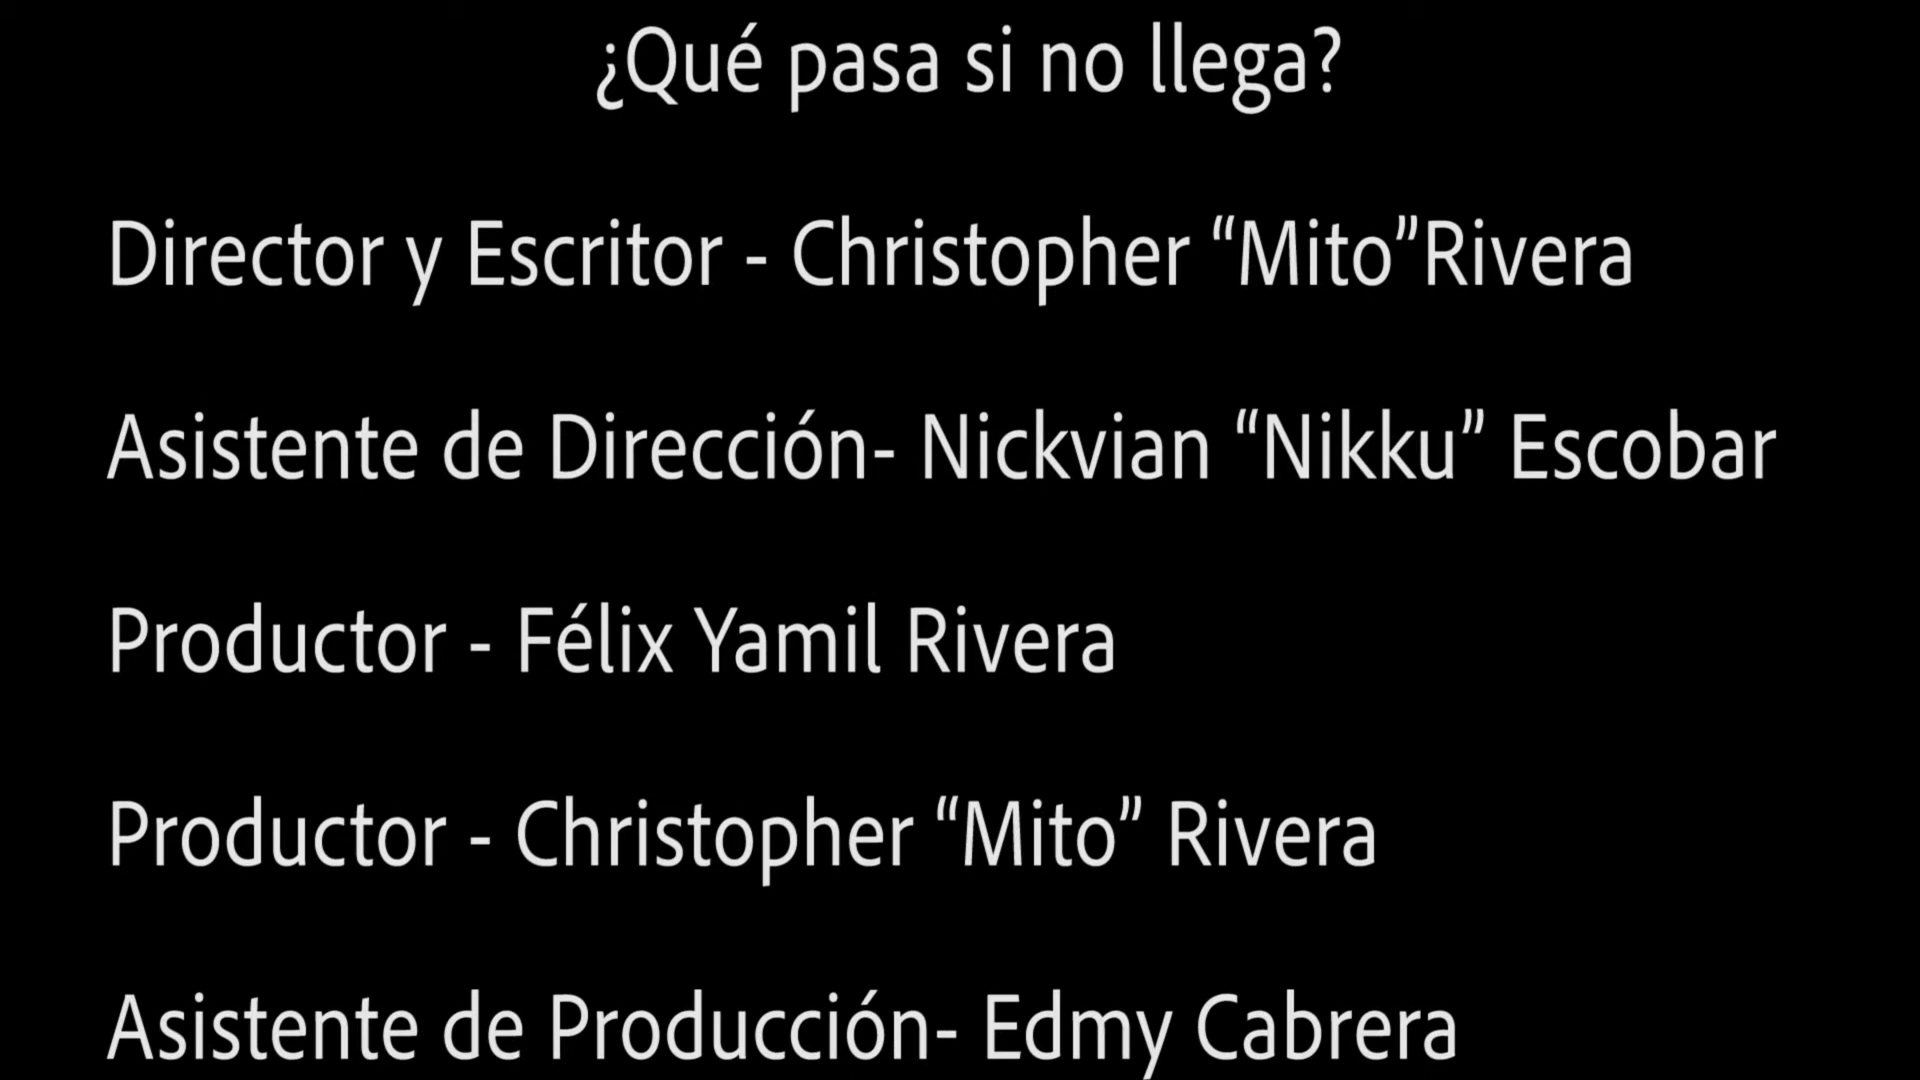 ¿Qué pasa si no llega?
Director y Escritor - Christopher “Mito”Rivera
Asistente de Dirección- Nickvian “Nikku” Escobar
Productor - Félix Yamil Rivera
Productor - Christopher “Mito” Rivera
Asistente de Producción- Edmy Cabrera